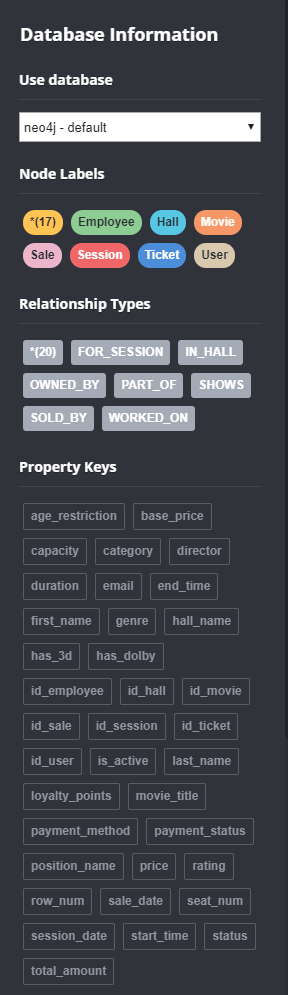 Database Information
Use database
neo4j - default
Node Labels
*(17) Employee Hall Movie
Sale Session Ticket User
Relationship Types
*(20) FOR_SESSION IN_HALL
OWNED_BY PART_OF SHOWS
SOLD_BY WORKED_ON
Property Keys
age_restriction base_price
capacity category director
duration email end_time
first_name genre hall_name
has_3d has_dolby
id_employee id_hall id_movie
id_sale id_session id_ticket
id_user is_active last_name
loyalty_points movie_title
payment_method payment_status
position_name price rating
row_num sale_date seat_num
session_date start_time status
total_amount